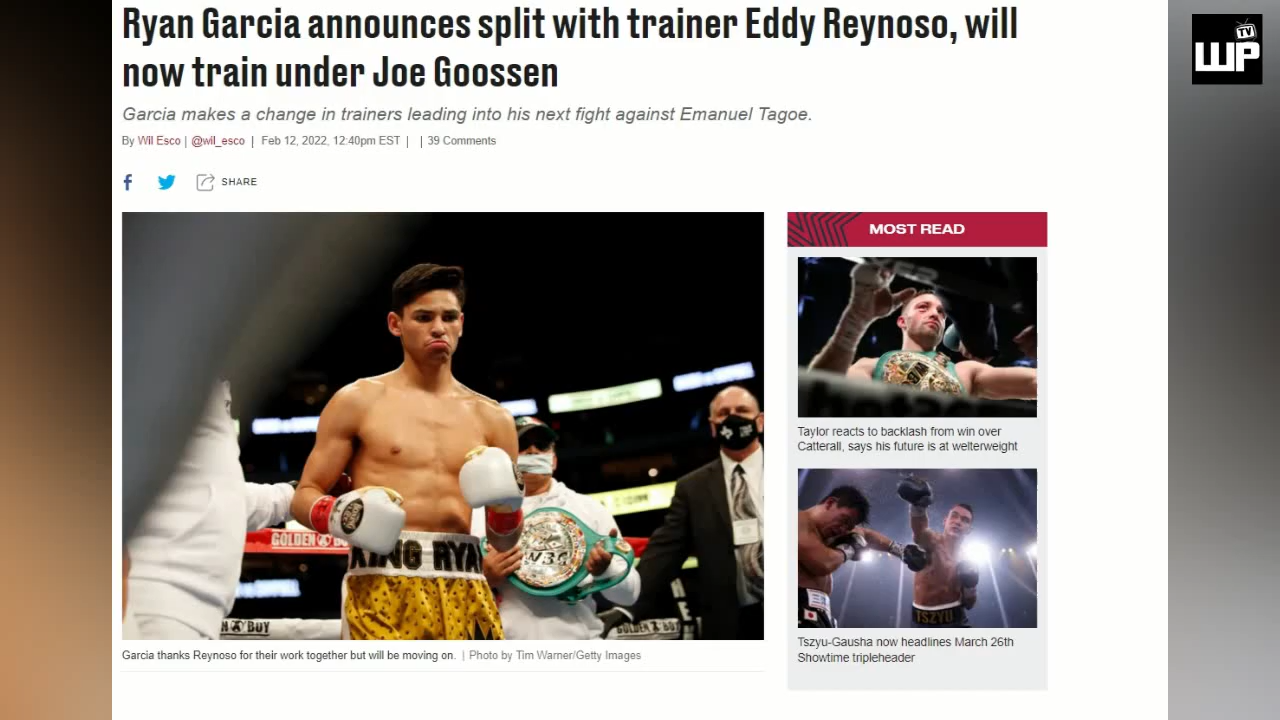 Ryan Garcia announces split with trainer Eddy Reynoso, will
now train under Joe Goossen
Garcia makes a change in trainers leading into his next fight against Emanuel Tagoe.
By Wil Esco | @wil_esco | Feb 12, 2022, 12:40pm EST | | 39 Comments
SHARE
KING RYA
GOLDEN BOY
Garcia thanks Reynoso for their work together but will be moving on. | Photo by Tim Warner/Getty Images
MOST READ
Taylor reacts to backlash from win over
Catterall, says his future is at welterweight
TSZYU
Tszyu-Gausha now headlines March 26th
Showtime tripleheader
TV
WP